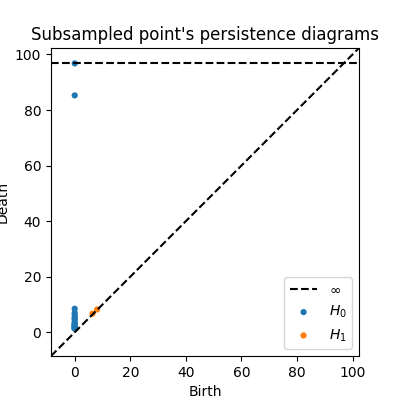 Subsampled point's persistence diagrams
100
80
60
40
20
0
Death
∞
H₀
H₁
0 20 40 60 80 100
Birth